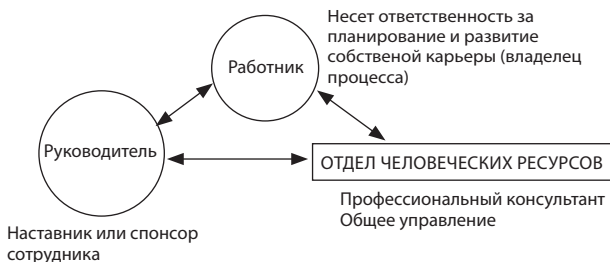 Несет ответственность за
планирование и развитие
собственой карьеры (владелец
процесса)
Работник
Руководитель
ОТДЕЛ ЧЕЛОВЕЧЕСКИХ РЕСУРСОВ
Профессиональный консультант
Общее управление
Наставник или спонсор
сотрудника